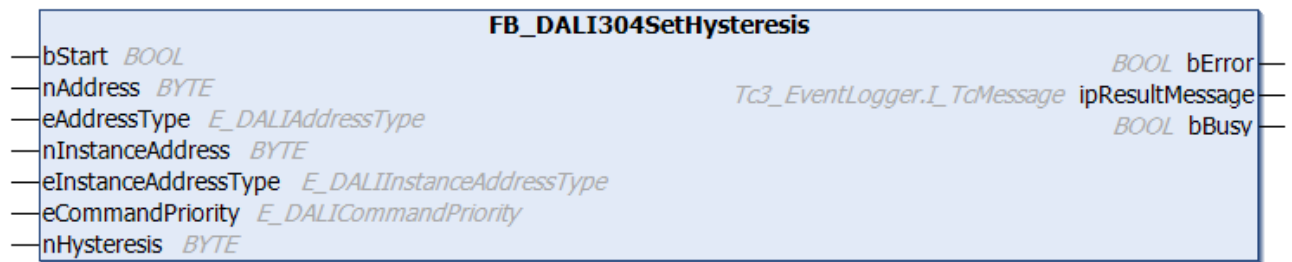 FB_DALI304SetHysteresis
bStart BOOL
BOOL bError
nAddress BYTE
Tc3_EventLogger.I_TcMessage ipResultMessage
eAddressType E_DALIAddressType
BOOL bBusy
nInstanceAddress BYTE
eInstanceAddressType E_DALIInstanceAddressType
eCommandPriority E_DALICommandPriority
nHysteresis BYTE